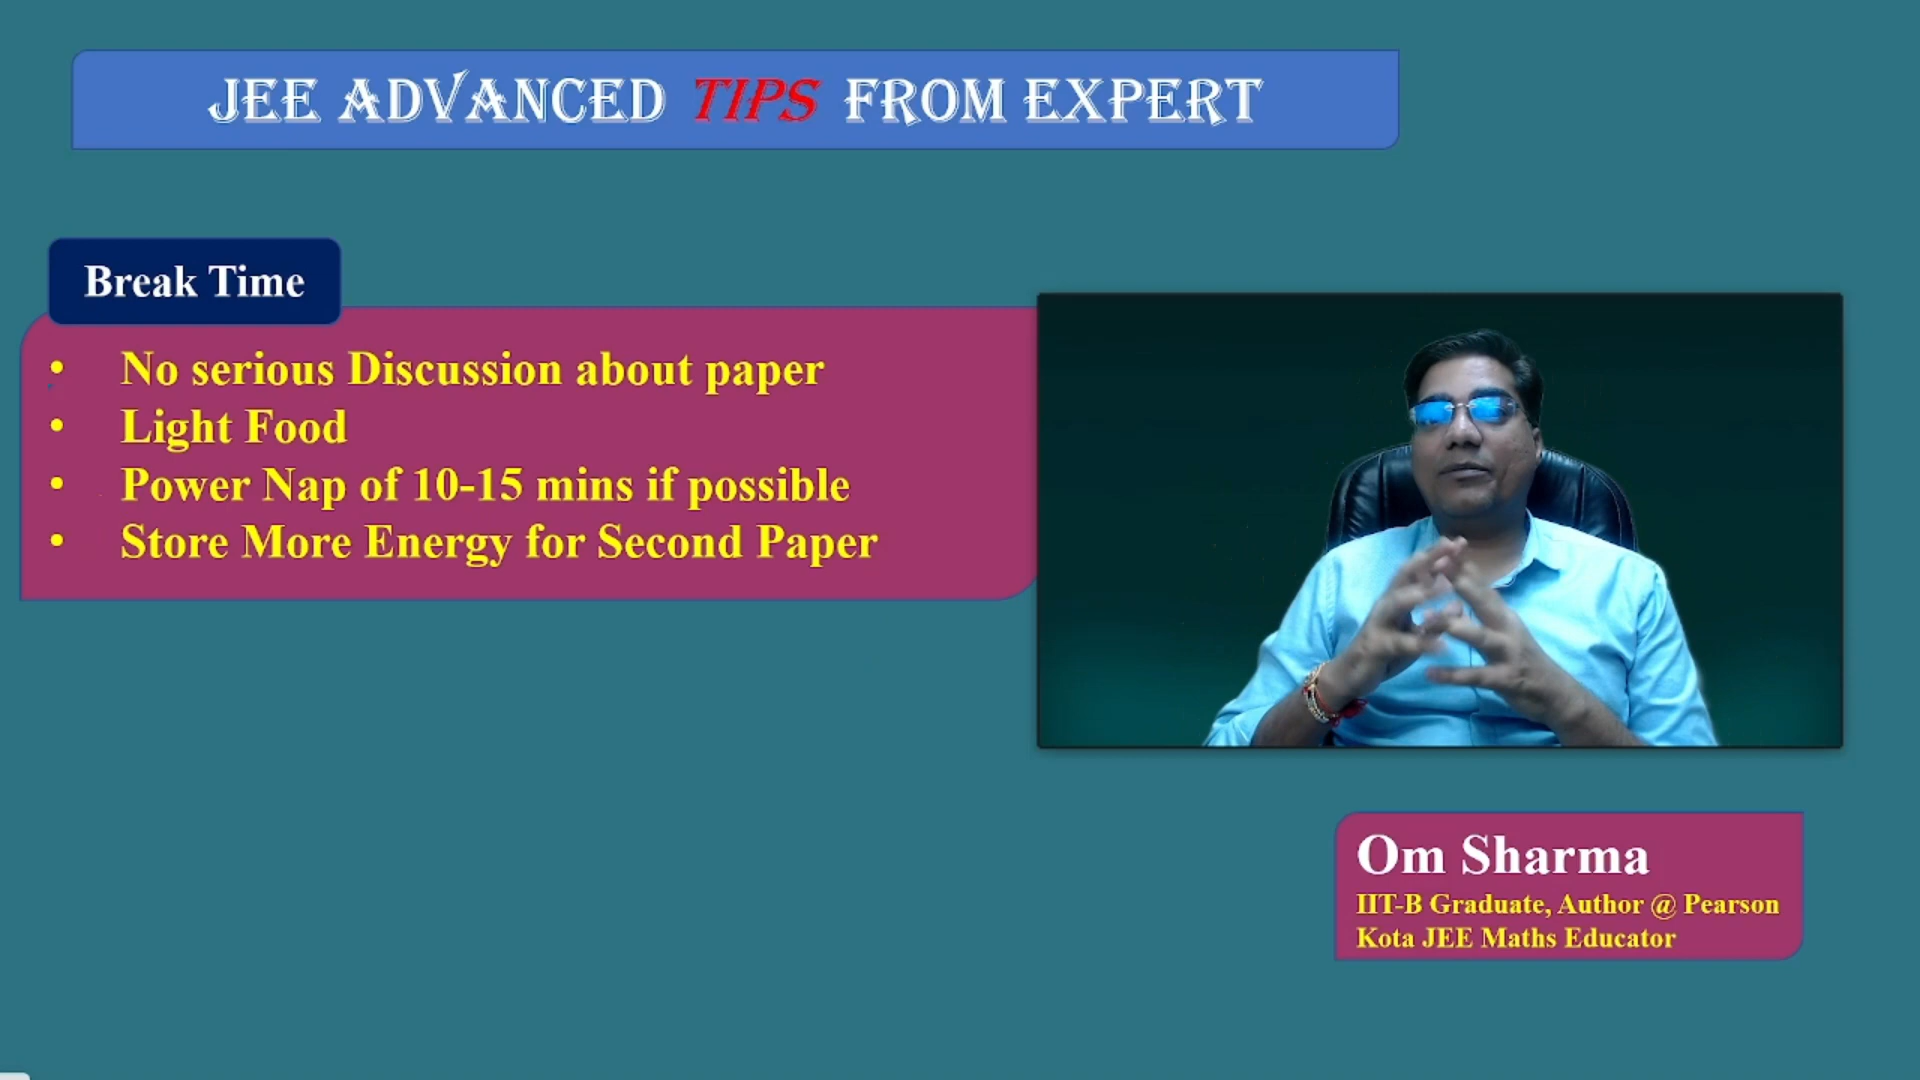 JEE ADVANCED TIPS FROM EXPERT
Break Time
• No serious Discussion about paper
• Light Food
• Power Nap of 10-15 mins if possible
• Store More Energy for Second Paper
Om Sharma
IIT-B Graduate, Author @ Pearson
Kota JEE Maths Educator